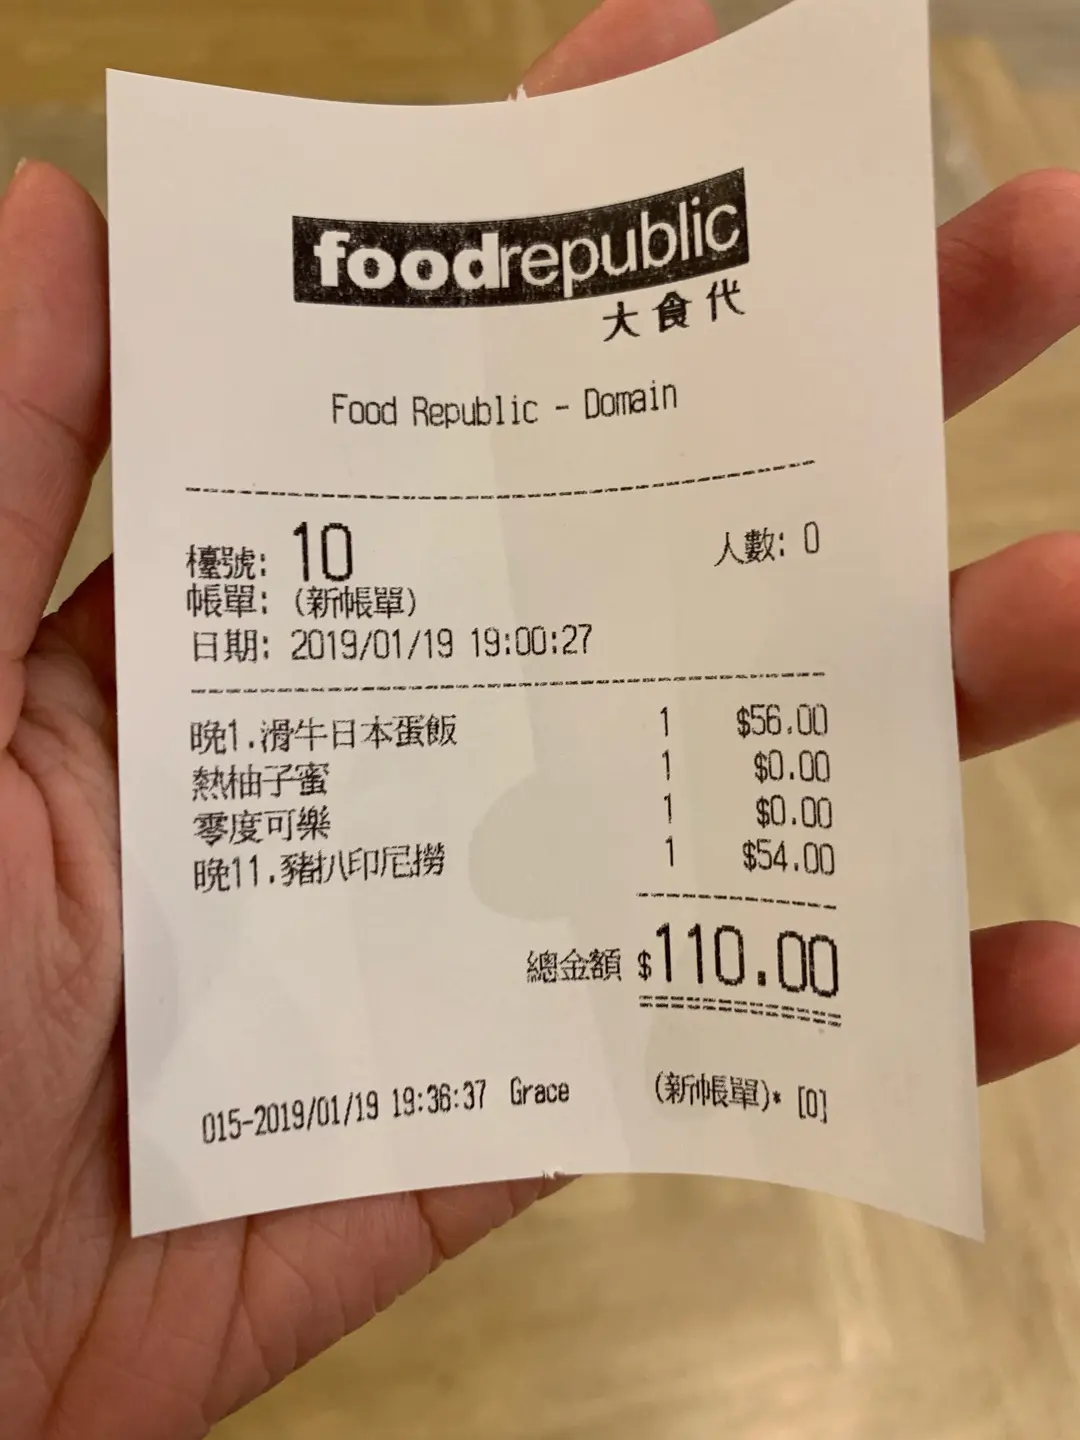 foodrepublic
大食代
Food Republic - Domain
檯號: 10 人數: 0
帳單: (新帳單)
日期: 2019/01/19 19:00:27
晚1.滑牛日本蛋飯 1 $56.00
熱柚子蜜 1 $0.00
零度可樂 1 $0.00
晚11.豬扒印尼撈 1 $54.00
總金額 $110.00
015-2019/01/19 19:36:37 Grace (新帳單)* [0]